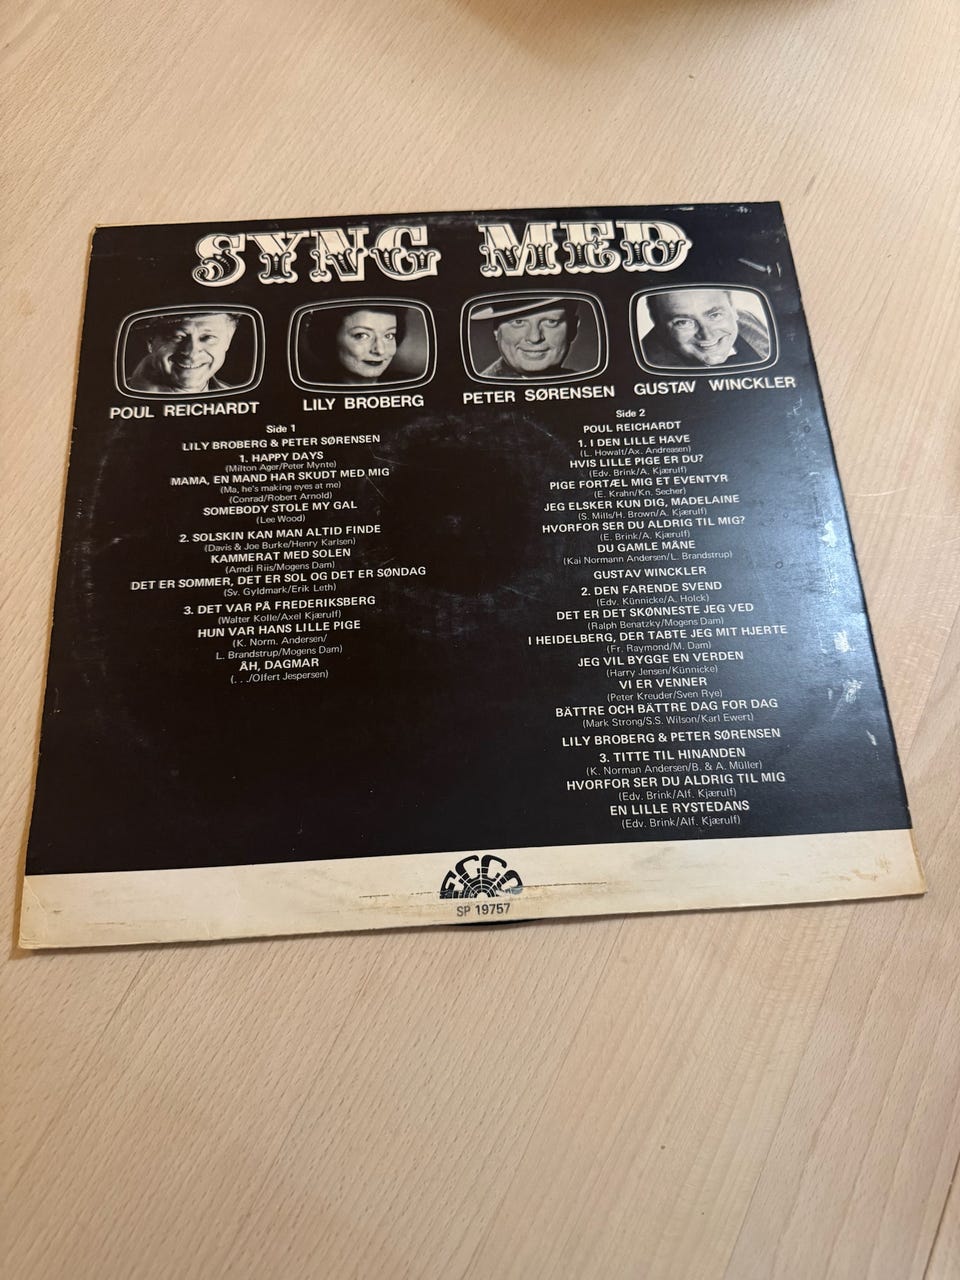 SYNG MED
POUL REICHARDT
LILY BROBERG
PETER SØRENSEN
GUSTAV WINCKLER
Side 1
LILY BROBERG & PETER SØRENSEN
1. HAPPY DAYS
(Milton Ager/Peter Mynte)
MAMA, EN MAND HAR SKUDT MED MIG
(Ma, he's making eyes at me)
(Conrad/Robert Arnold)
SOMEBODY STOLE MY GAL
(Lee Wood)
2. SOLSKIN KAN MAN ALTID FINDE
(Davis & Joe Burke/Henry Karlsen)
KAMMERAT MED SOLEN
(Amdi Riis/Mogens Dam)
DET ER SOMMER, DET ER SOL OG DET ER SØNDAG
(Sv. Gyldmark/Erik Leth)
3. DET VAR PÅ FREDERIKSBERG
(Walter Kolle/Axel Kjærulf)
HUN VAR HANS LILLE PIGE
(K. Norm. Andersen/
L. Brandstrup/Mogens Dam)
ÅH, DAGMAR
(. . ./Olfert Jespersen)
Side 2
POUL REICHARDT
1. I DEN LILLE HAVE
(L. Howalt/Ax. Andreasen)
HVIS LILLE PIGE ER DU?
(Edv. Brink/A. Kjærulf)
PIGE FORTÆL MIG ET EVENTYR
(E. Krahn/Kn. Secher)
JEG ELSKER KUN DIG, MADELAINE
(S. Mills/H. Brown/A. Kjærulf)
HVORFOR SER DU ALDRIG TIL MIG?
(E. Brink/A. Kjærulf)
DU GAMLE MÅNE
(Kai Normann Andersen/L. Brandstrup)
GUSTAV WINCKLER
2. DEN FARENDE SVEND
(Edv. Künnicke/A. Holck)
DET ER DET SKØNNESTE JEG VED
(Ralph Benatzky/Mogens Dam)
I HEIDELBERG, DER TABTE JEG MIT HJERTE
(Fr. Raymond/M. Dam)
JEG VIL BYGGE EN VERDEN
(Harry Jensen/Künnicke)
VI ER VENNER
(Peter Kreuder/Sven Rye)
BÄTTRE OCH BÄTTRE DAG FOR DAG
(Mark Strong/S.S. Wilson/Karl Ewert)
LILY BROBERG & PETER SØRENSEN
3. TITTE TIL HINANDEN
(K. Norman Andersen/B. & A. Müller)
HVORFOR SER DU ALDRIG TIL MIG
(Edv. Brink/Alf. Kjærulf)
EN LILLE RYSTEDANS
(Edv. Brink/Alf. Kjærulf)
ECCO
SP 19757